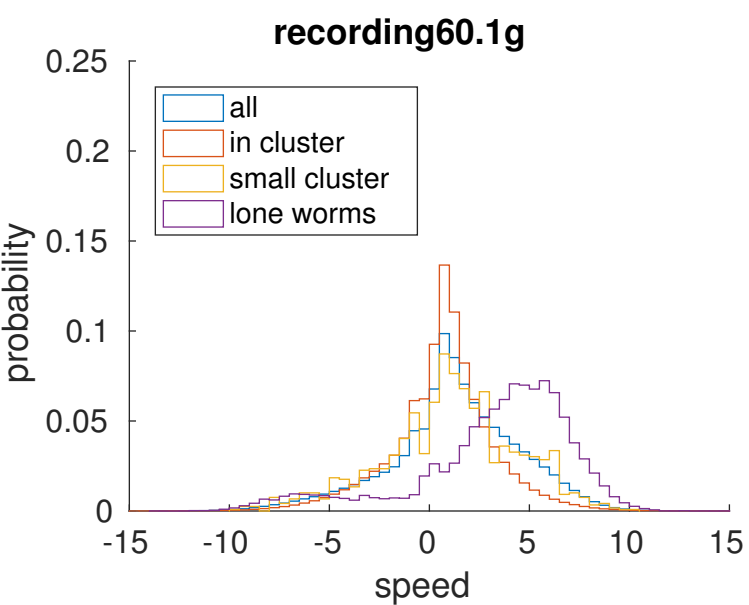 recording60.1g
0.25
0.2
0.15
0.1
0.05
0
probability
all
in cluster
small cluster
lone worms
-15 -10 -5 0 5 10 15
speed